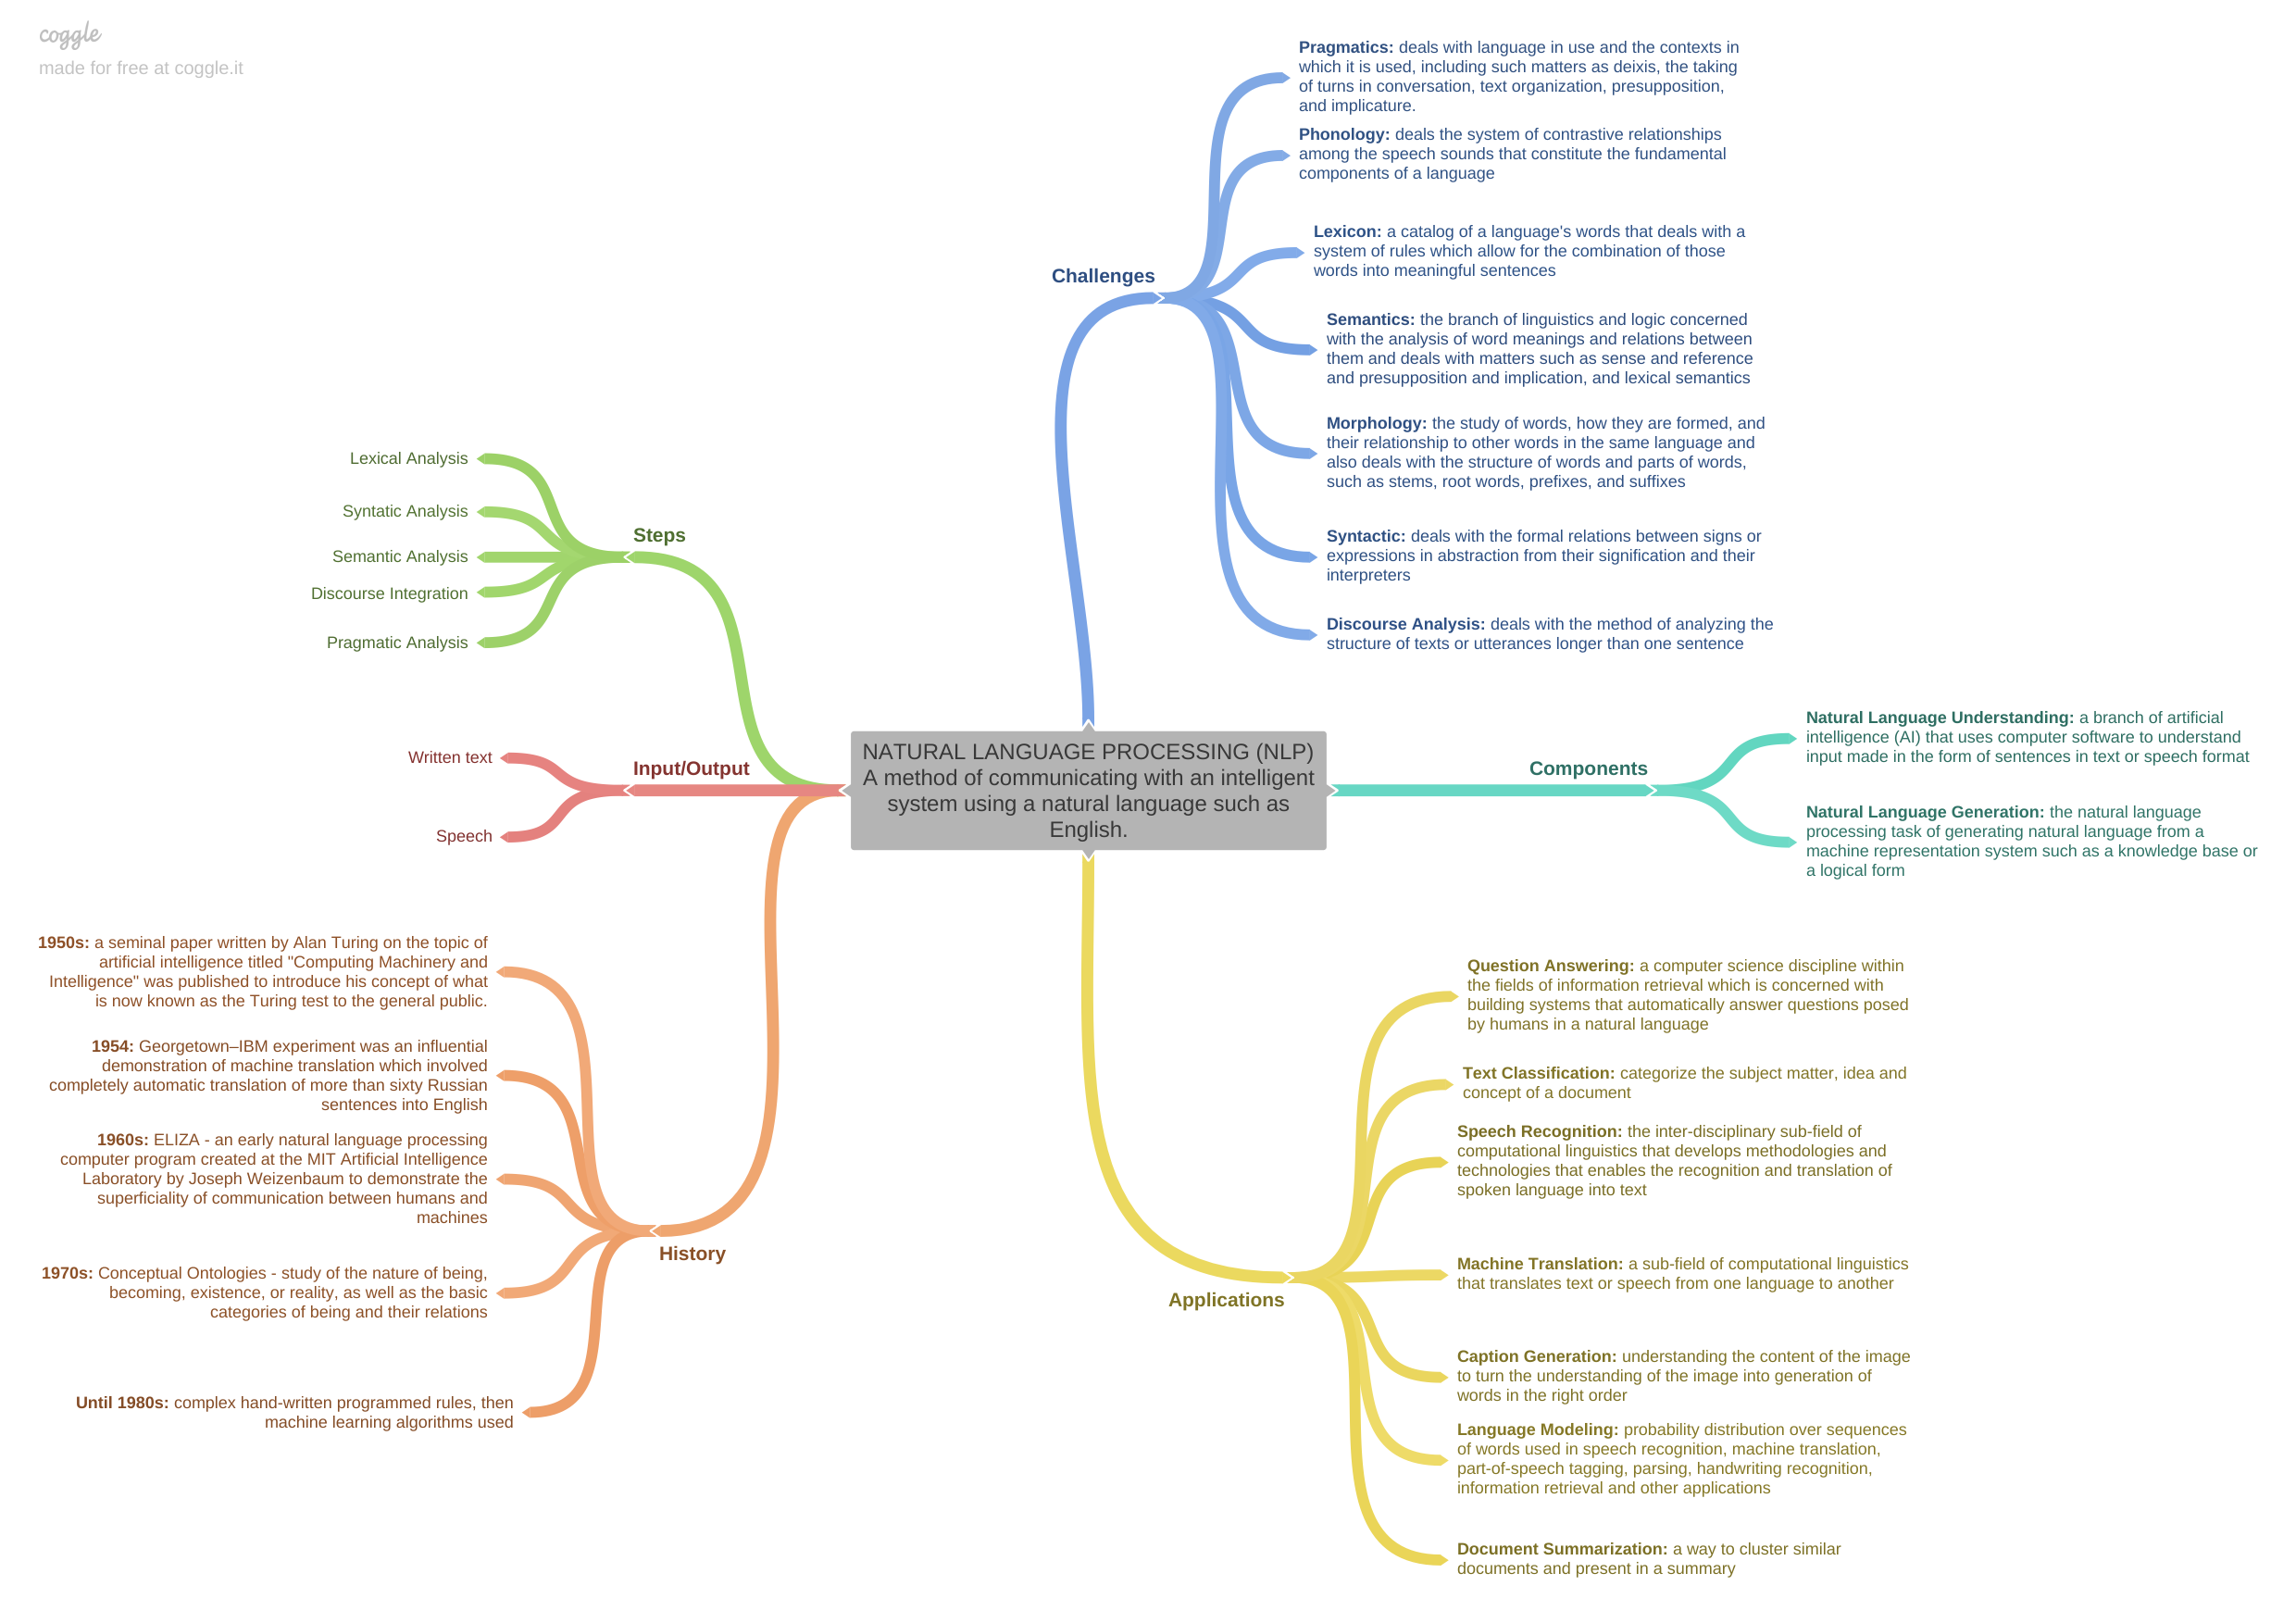 coggle
made for free at coggle.it
NATURAL LANGUAGE PROCESSING (NLP)
A method of communicating with an intelligent
system using a natural language such as
English.
Challenges
Pragmatics: deals with language in use and the contexts in
which it is used, including such matters as deixis, the taking
of turns in conversation, text organization, presupposition,
and implicature.
Phonology: deals the system of contrastive relationships
among the speech sounds that constitute the fundamental
components of a language
Lexicon: a catalog of a language's words that deals with a
system of rules which allow for the combination of those
words into meaningful sentences
Semantics: the branch of linguistics and logic concerned
with the analysis of word meanings and relations between
them and deals with matters such as sense and reference
and presupposition and implication, and lexical semantics
Morphology: the study of words, how they are formed, and
their relationship to other words in the same language and
also deals with the structure of words and parts of words,
such as stems, root words, prefixes, and suffixes
Syntactic: deals with the formal relations between signs or
expressions in abstraction from their signification and their
interpreters
Discourse Analysis: deals with the method of analyzing the
structure of texts or utterances longer than one sentence
Components
Natural Language Understanding: a branch of artificial
intelligence (AI) that uses computer software to understand
input made in the form of sentences in text or speech format
Natural Language Generation: the natural language
processing task of generating natural language from a
machine representation system such as a knowledge base or
a logical form
Applications
Question Answering: a computer science discipline within
the fields of information retrieval which is concerned with
building systems that automatically answer questions posed
by humans in a natural language
Text Classification: categorize the subject matter, idea and
concept of a document
Speech Recognition: the inter-disciplinary sub-field of
computational linguistics that develops methodologies and
technologies that enables the recognition and translation of
spoken language into text
Machine Translation: a sub-field of computational linguistics
that translates text or speech from one language to another
Caption Generation: understanding the content of the image
to turn the understanding of the image into generation of
words in the right order
Language Modeling: probability distribution over sequences
of words used in speech recognition, machine translation,
part-of-speech tagging, parsing, handwriting recognition,
information retrieval and other applications
Document Summarization: a way to cluster similar
documents and present in a summary
Steps
Lexical Analysis
Syntatic Analysis
Semantic Analysis
Discourse Integration
Pragmatic Analysis
Input/Output
Written text
Speech
History
1950s: a seminal paper written by Alan Turing on the topic of
artificial intelligence titled "Computing Machinery and
Intelligence" was published to introduce his concept of what
is now known as the Turing test to the general public.
1954: Georgetown–IBM experiment was an influential
demonstration of machine translation which involved
completely automatic translation of more than sixty Russian
sentences into English
1960s: ELIZA - an early natural language processing
computer program created at the MIT Artificial Intelligence
Laboratory by Joseph Weizenbaum to demonstrate the
superficiality of communication between humans and
machines
1970s: Conceptual Ontologies - study of the nature of being,
becoming, existence, or reality, as well as the basic
categories of being and their relations
Until 1980s: complex hand-written programmed rules, then
machine learning algorithms used